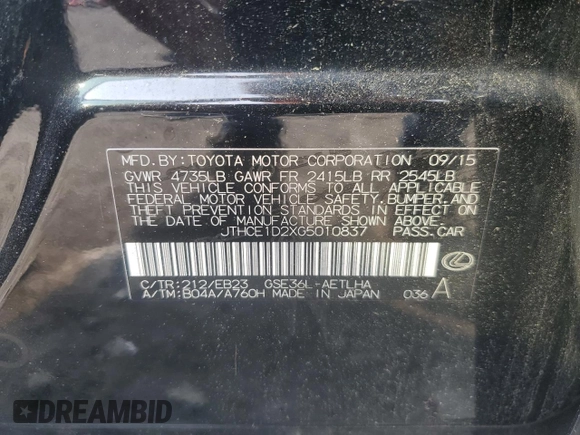 MFD.BY:TOYOTA MOTOR CORPORATION 09/15
GVWR 4735LB GAWR FR 2415LB RR 2545LB
THIS VEHICLE CONFORMS TO ALL APPLICABLE
FEDERAL MOTOR VEHICLE SAFETY,BUMPER,AND
THEFT PREVENTION STANDARDS IN EFFECT ON
THE DATE OF MANUFACTURE SHOWN ABOVE.
JTHCE1D2XG5010837 PASS.CAR
C/TR:212/EB23 GSE36L-AETLHA
A/TM:B04A/A760H MADE IN JAPAN 036 A
DREAMBID